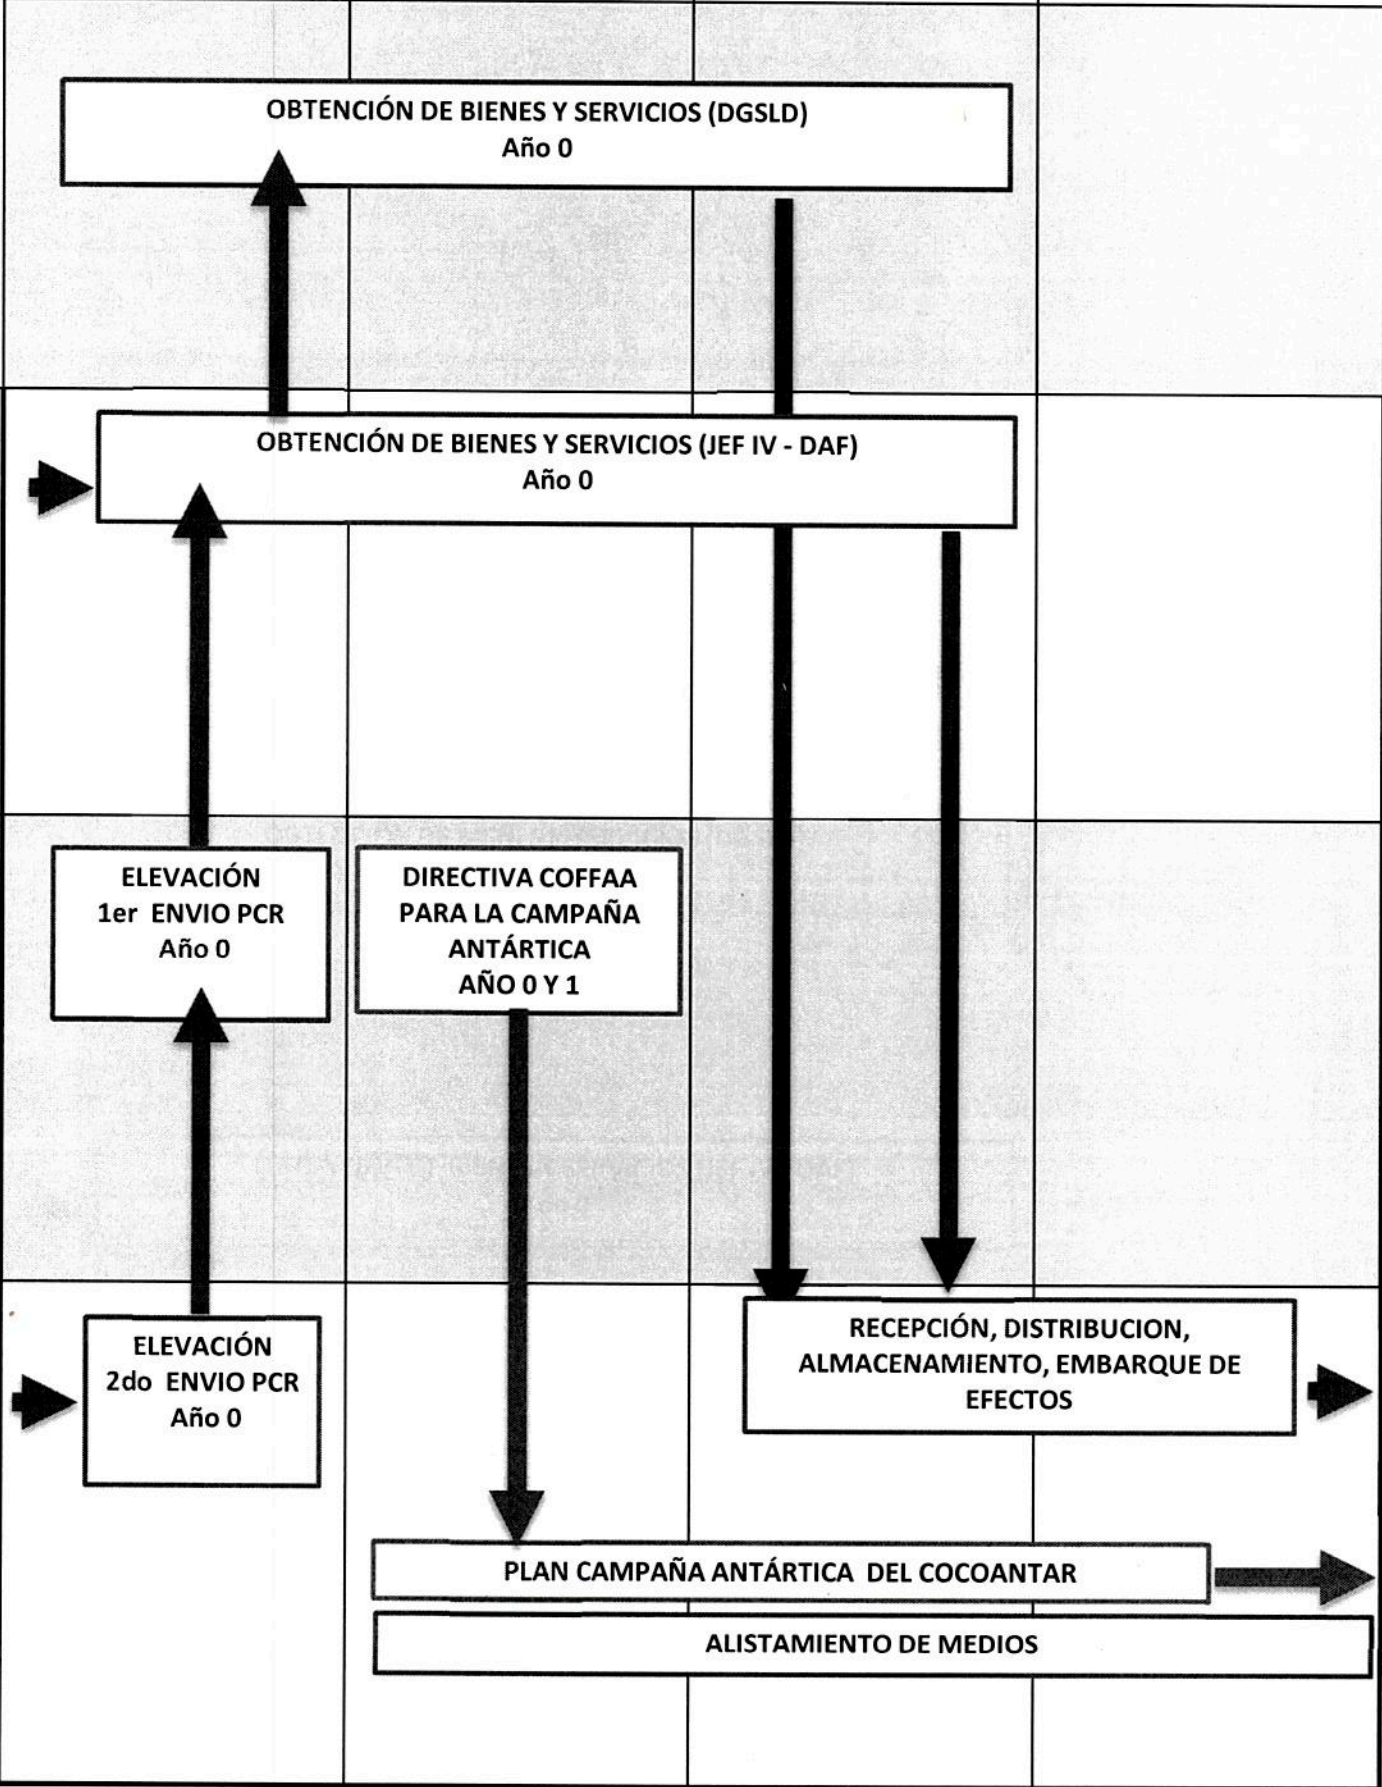 OBTENCIÓN DE BIENES Y SERVICIOS (DGSLD)
Año 0
OBTENCIÓN DE BIENES Y SERVICIOS (JEF IV - DAF)
Año 0
ELEVACIÓN
1er ENVIO PCR
Año 0
DIRECTIVA COFFAA
PARA LA CAMPAÑA
ANTÁRTICA
AÑO 0 Y 1
ELEVACIÓN
2do ENVIO PCR
Año 0
RECEPCIÓN, DISTRIBUCION,
ALMACENAMIENTO, EMBARQUE DE
EFECTOS
PLAN CAMPAÑA ANTÁRTICA DEL COCOANTAR
ALISTAMIENTO DE MEDIOS